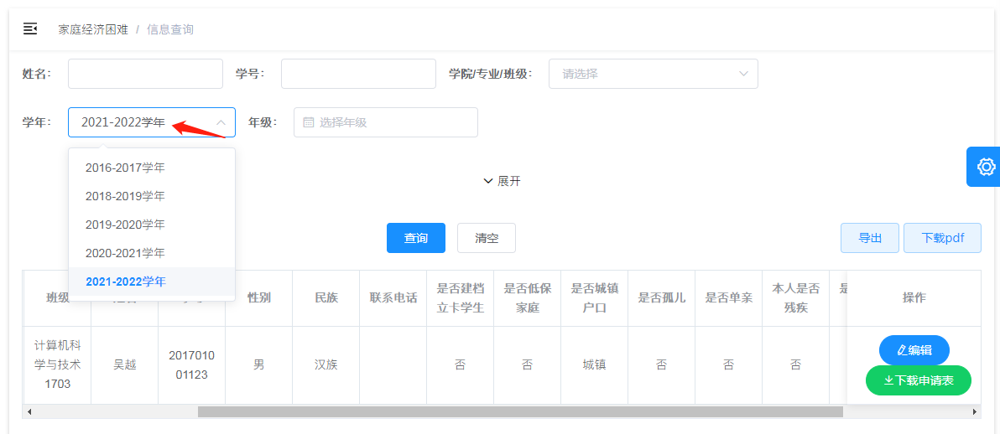 家庭经济困难 / 信息查询
姓名：
学号：
学院/专业/班级：
请选择
学年：
2021-2022学年
年级：
选择年级
2016-2017学年
2018-2019学年
2019-2020学年
2020-2021学年
2021-2022学年
展开
查询
清空
导出
下载pdf
班级
性别
民族
联系电话
是否建档
立卡学生
是否低保
家庭
是否城镇
户口
是否孤儿
是否单亲
本人是否
残疾
操作
计算机科
学与技术
1703
吴越
2017010
01123
男
汉族
否
否
城镇
否
否
否
编辑
下载申请表